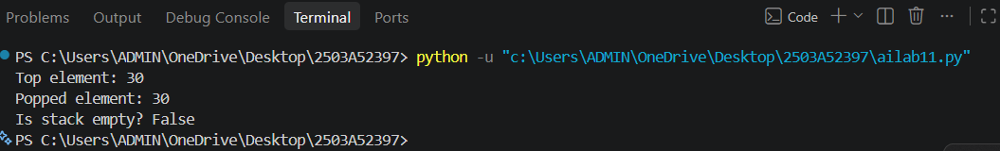 Problems Output Debug Console Terminal Ports Code
PS C:\Users\ADMIN\OneDrive\Desktop\2503A52397> python -u "c:\Users\ADMIN\OneDrive\Desktop\2503A52397\ailab11.py"
Top element: 30
Popped element: 30
Is stack empty? False
PS C:\Users\ADMIN\OneDrive\Desktop\2503A52397>